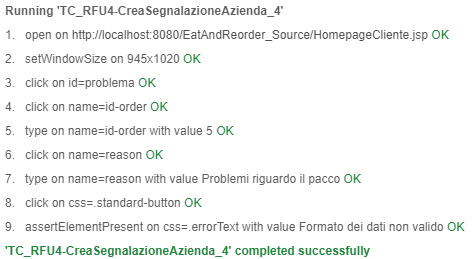 Running 'TC_RFU4-CreaSegnalazioneAzienda_4'
1. open on http://localhost:8080/EatAndReorder_Source/HomepageCliente.jsp OK
2. setWindowSize on 945x1020 OK
3. click on id=problema OK
4. click on name=id-order OK
5. type on name=id-order with value 5 OK
6. click on name=reason OK
7. type on name=reason with value Problemi riguardo il pacco OK
8. click on css=.standard-button OK
9. assertElementPresent on css=.errorText with value Formato dei dati non valido OK
'TC_RFU4-CreaSegnalazioneAzienda_4' completed successfully